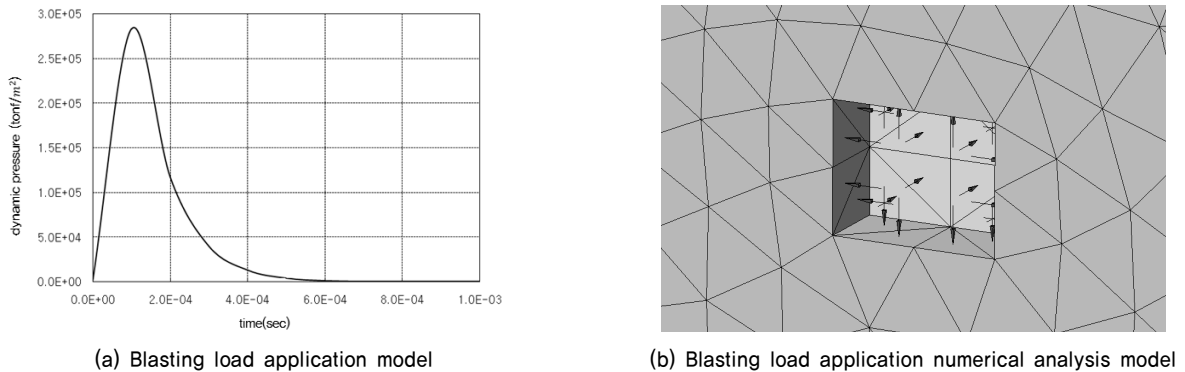 3.0E+05
2.5E+05
2.0E+05
1.5E+05
1.0E+05
5.0E+04
0.0E+00
dynamic pressure (tonf/m²)
0.0E+00 2.0E-04 4.0E-04 6.0E-04 8.0E-04 1.0E-03
time(sec)
(a) Blasting load application model
(b) Blasting load application numerical analysis model